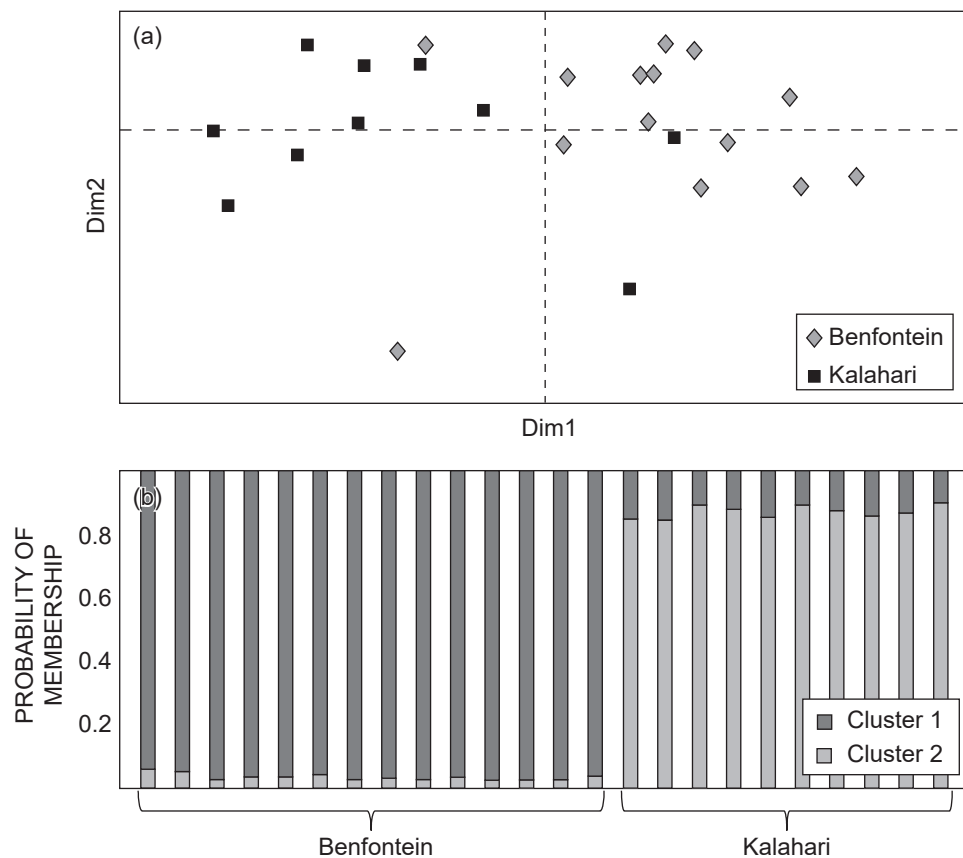 (a)
Dim2
Benfontein
Kalahari
Dim1
(b)
PROBABILITY OF
MEMBERSHIP
0.8
0.6
0.4
0.2
Cluster 1
Cluster 2
Benfontein
Kalahari